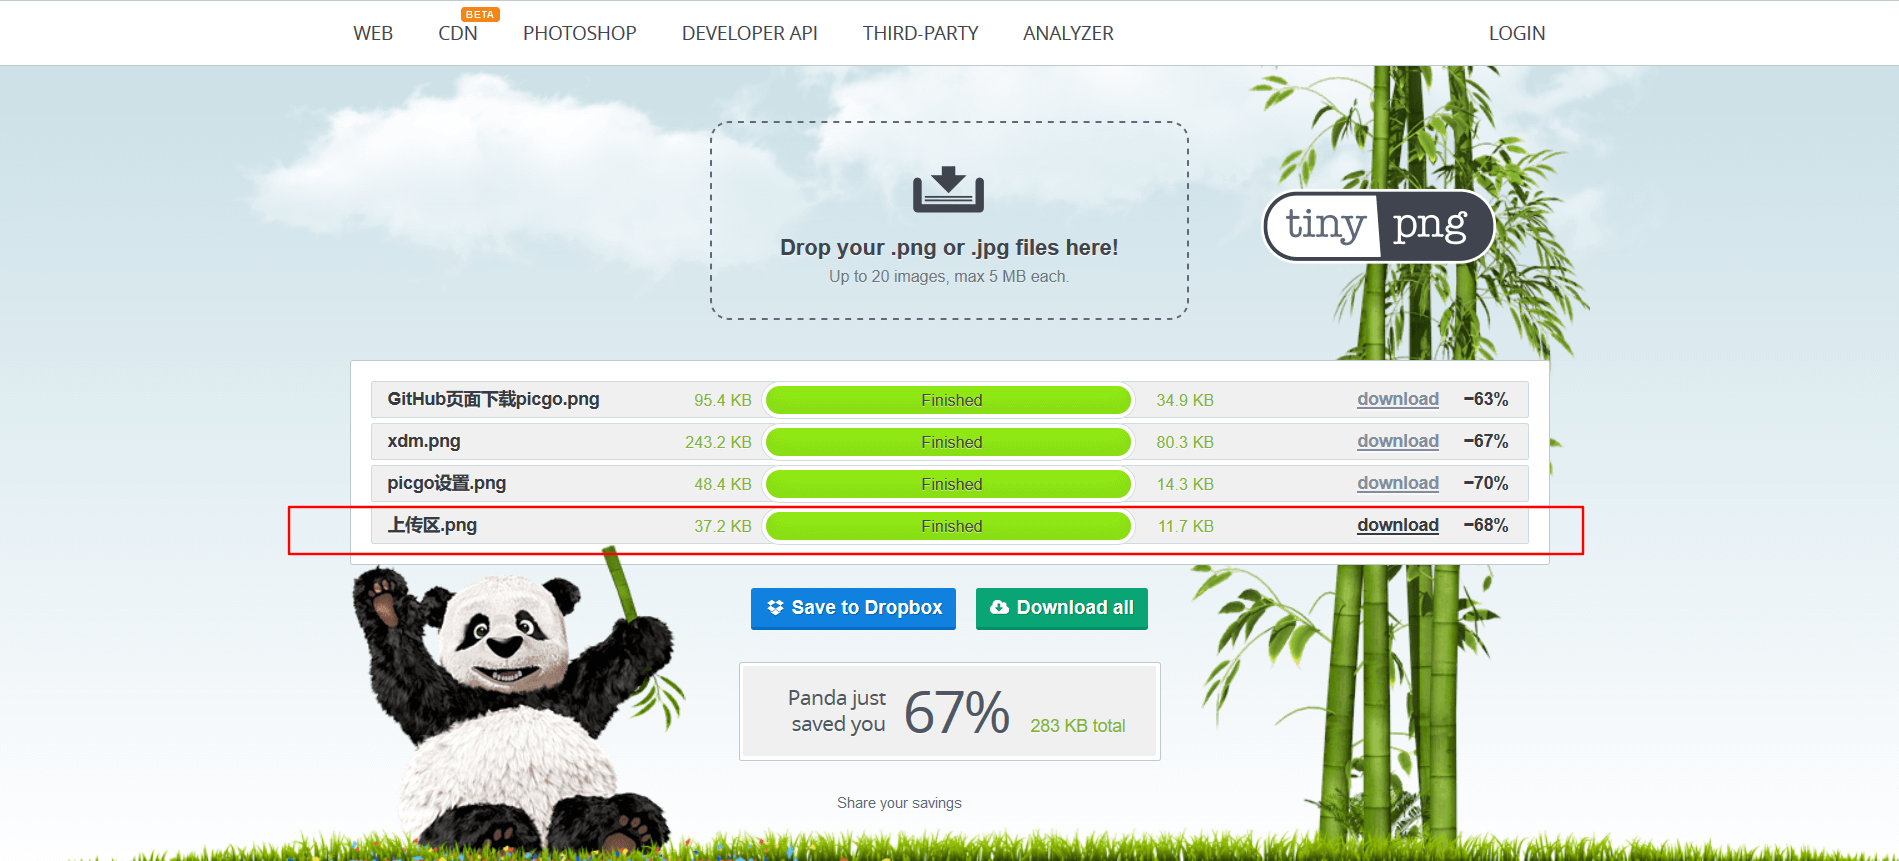 WEB CDN BETA PHOTOSHOP DEVELOPER API THIRD-PARTY ANALYZER LOGIN
tiny png
Drop your .png or .jpg files here!
Up to 20 images, max 5 MB each.
GitHub页面下载picgo.png 95.4 KB Finished 34.9 KB download −63%
xdm.png 243.2 KB Finished 80.3 KB download −67%
picgo设置.png 48.4 KB Finished 14.3 KB download −70%
上传区.png 37.2 KB Finished 11.7 KB download −68%
Save to Dropbox Download all
Panda just
saved you 67% 283 KB total
Share your savings